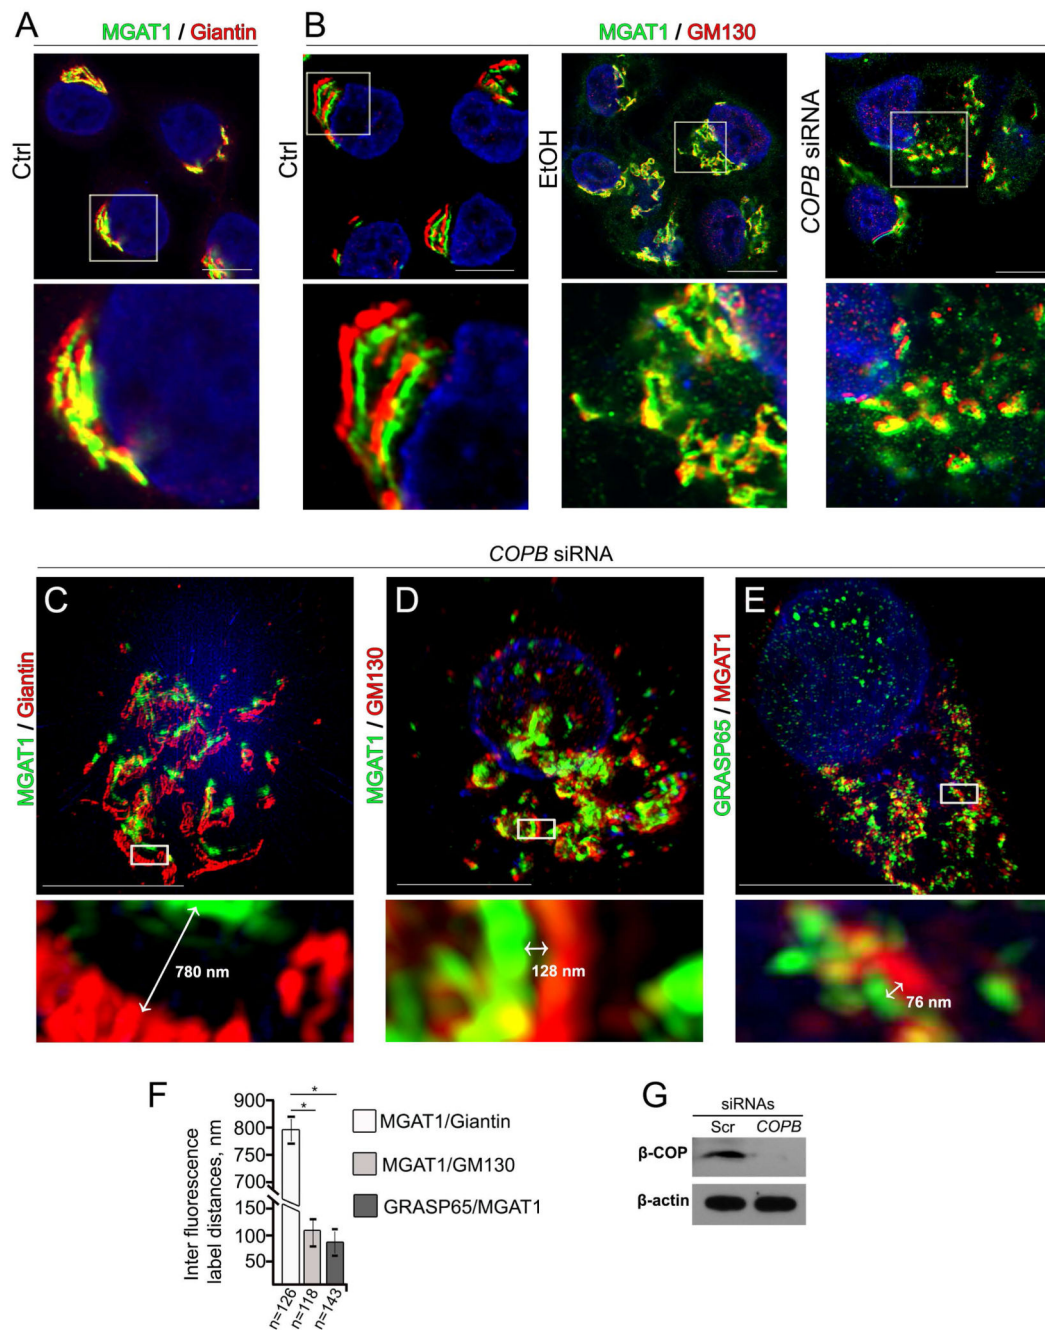 A
MGAT1 / Giantin
B
MGAT1 / GM130
Ctrl
Ctrl
EtOH
COPB siRNA
COPB siRNA
C
MGAT1 / Giantin
780 nm
D
MGAT1 / GM130
128 nm
E
GRASP65 / MGAT1
76 nm
F
Inter fluorescence
label distances, nm
900
800
750
700
150
100
50
*
*
n=126
n=118
n=143
MGAT1/Giantin
MGAT1/GM130
GRASP65/MGAT1
G
siRNAs
Scr COPB
β-COP
β-actin